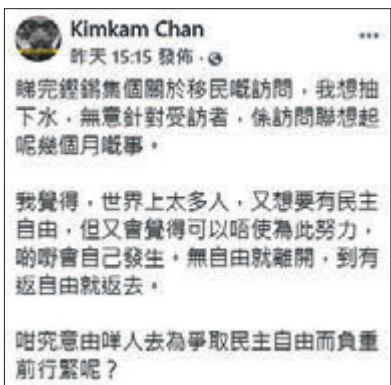 Kimkam Chan
昨天 15:15 發佈 ·
睇完鏗鏘集個關於移民嘅訪問，我想抽
下水，無意針對受訪者，係訪問聯想起
呢幾個月嘅事。
我覺得，世界上太多人，又想要有民主
自由，但又會覺得可以唔使為此努力，
啲嘢會自己發生。無自由就離開，到有
返自由就返去。
咁究意由咩人去為爭取民主自由而負重
前行緊呢？